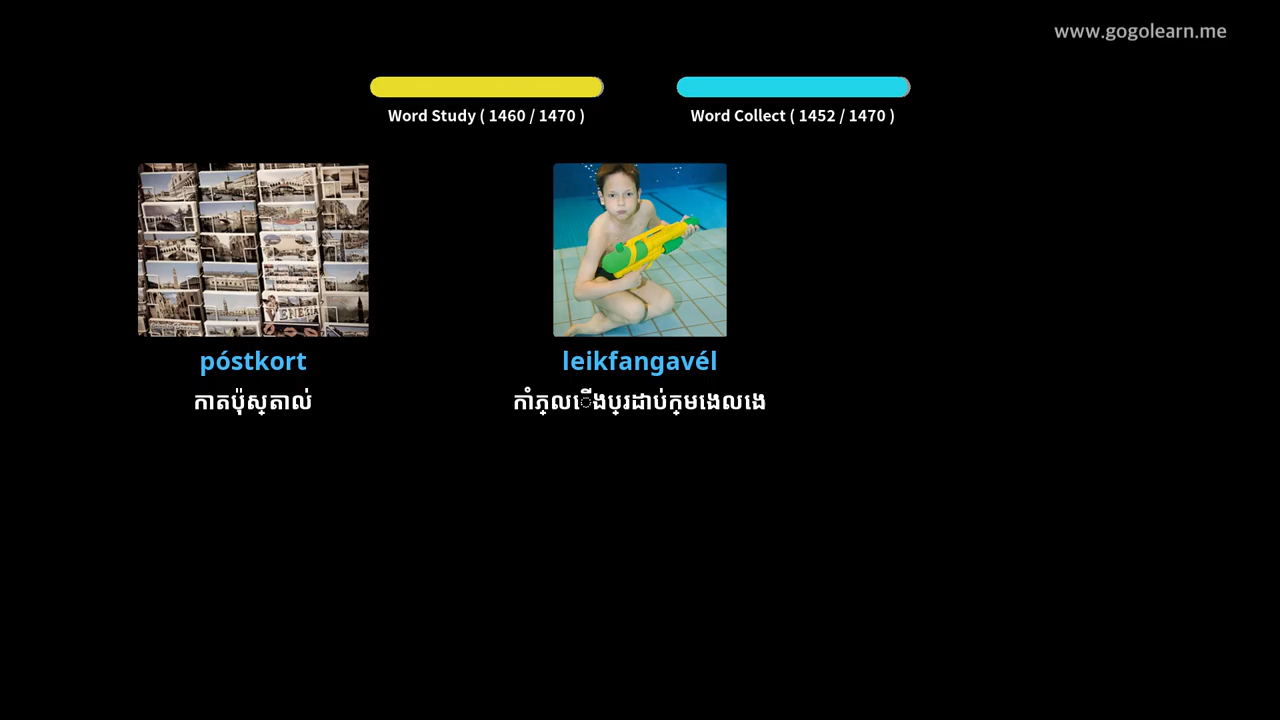 www.gogolearn.me
Word Study ( 1460 / 1470 )
Word Collect ( 1452 / 1470 )
póstkort
leikfangavél
កាតប៉ុស្តាល់
កាំភ្លើងប្រដាប់ក្មេងលេង